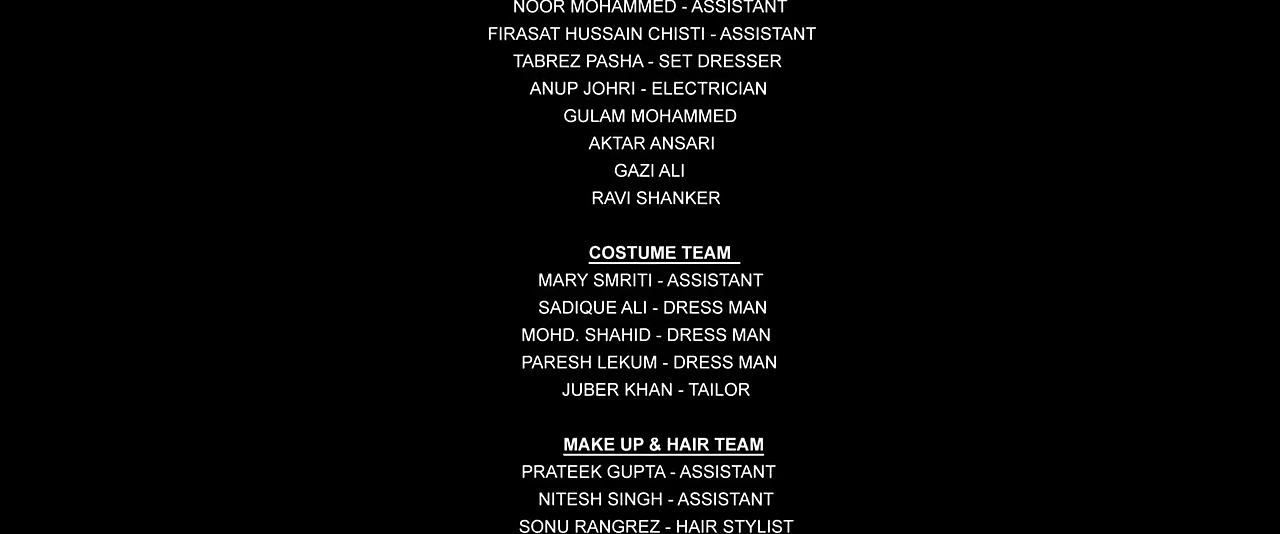 NOOR MOHAMMED - ASSISTANT
FIRASAT HUSSAIN CHISTI - ASSISTANT
TABREZ PASHA - SET DRESSER
ANUP JOHRI - ELECTRICIAN
GULAM MOHAMMED
AKTAR ANSARI
GAZI ALI
RAVI SHANKER
COSTUME TEAM
MARY SMRITI - ASSISTANT
SADIQUE ALI - DRESS MAN
MOHD. SHAHID - DRESS MAN
PARESH LEKUM - DRESS MAN
JUBER KHAN - TAILOR
MAKE UP & HAIR TEAM
PRATEEK GUPTA - ASSISTANT
NITESH SINGH - ASSISTANT
SONU RANGREZ - HAIR STYLIST